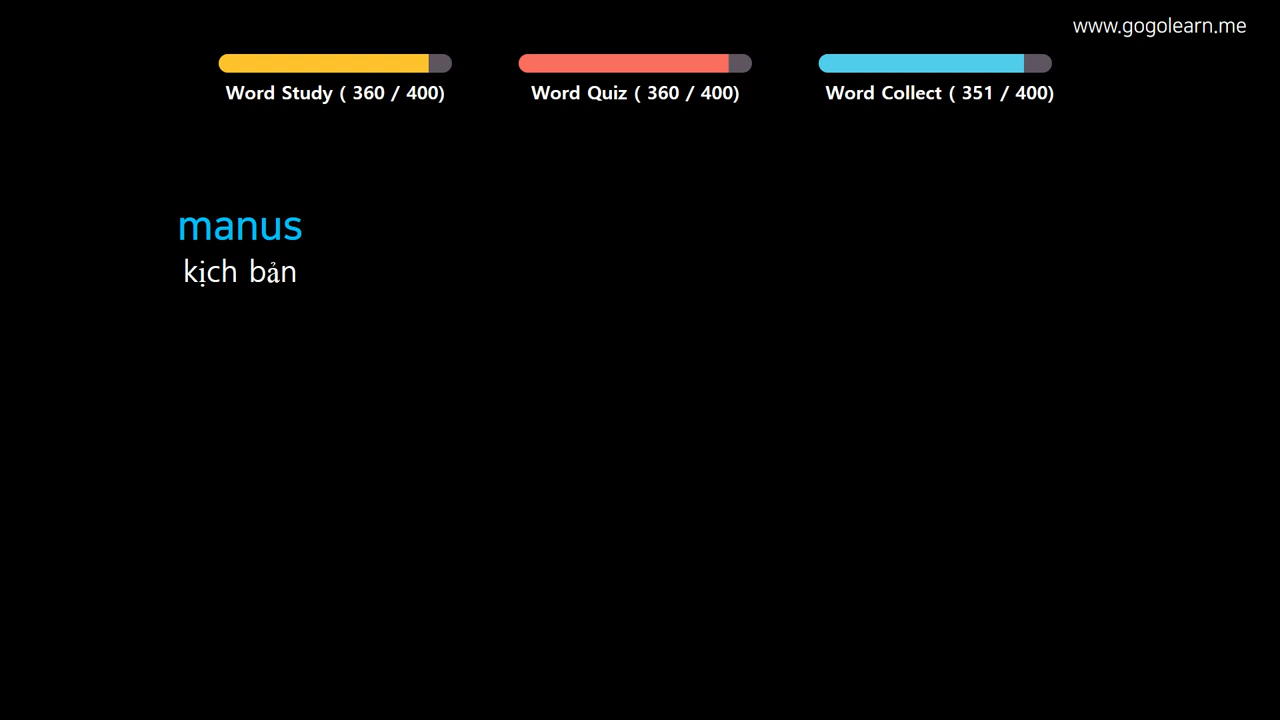 www.gogolearn.me
Word Study ( 360 / 400)
Word Quiz ( 360 / 400)
Word Collect ( 351 / 400)
manus
kịch bản